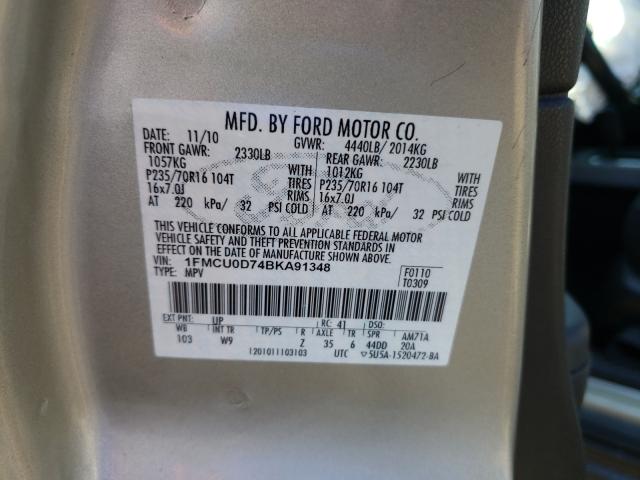 MFD. BY FORD MOTOR CO.
DATE: 11/10 GVWR: 4440LB/ 2014KG
FRONT GAWR: 2330LB REAR GAWR: 2230LB
1057KG WITH 1012KG WITH
P235/70R16 104T TIRES P235/70R16 104T TIRES
16x7.0J RIMS 16x7.0J RIMS
AT 220 kPa/ 32 PSI COLD AT 220 kPa/ 32 PSI COLD
THIS VEHICLE CONFORMS TO ALL APPLICABLE FEDERAL MOTOR
VEHICLE SAFETY AND THEFT PREVENTION STANDARDS IN
EFFECT ON THE DATE OF MANUFACTURE SHOWN ABOVE.
VIN: 1FMCU0D74BKA91348 F0110
TYPE: MPV T0309
EXT PNT: UP RC: 41 DSO:
WB INT TR TP/PS R AXLE TR SPR AM71A
103 W9 Z 35 6 44DD 20A
1201011103103 UTC ▽5U5A-1520472-BA
Ford